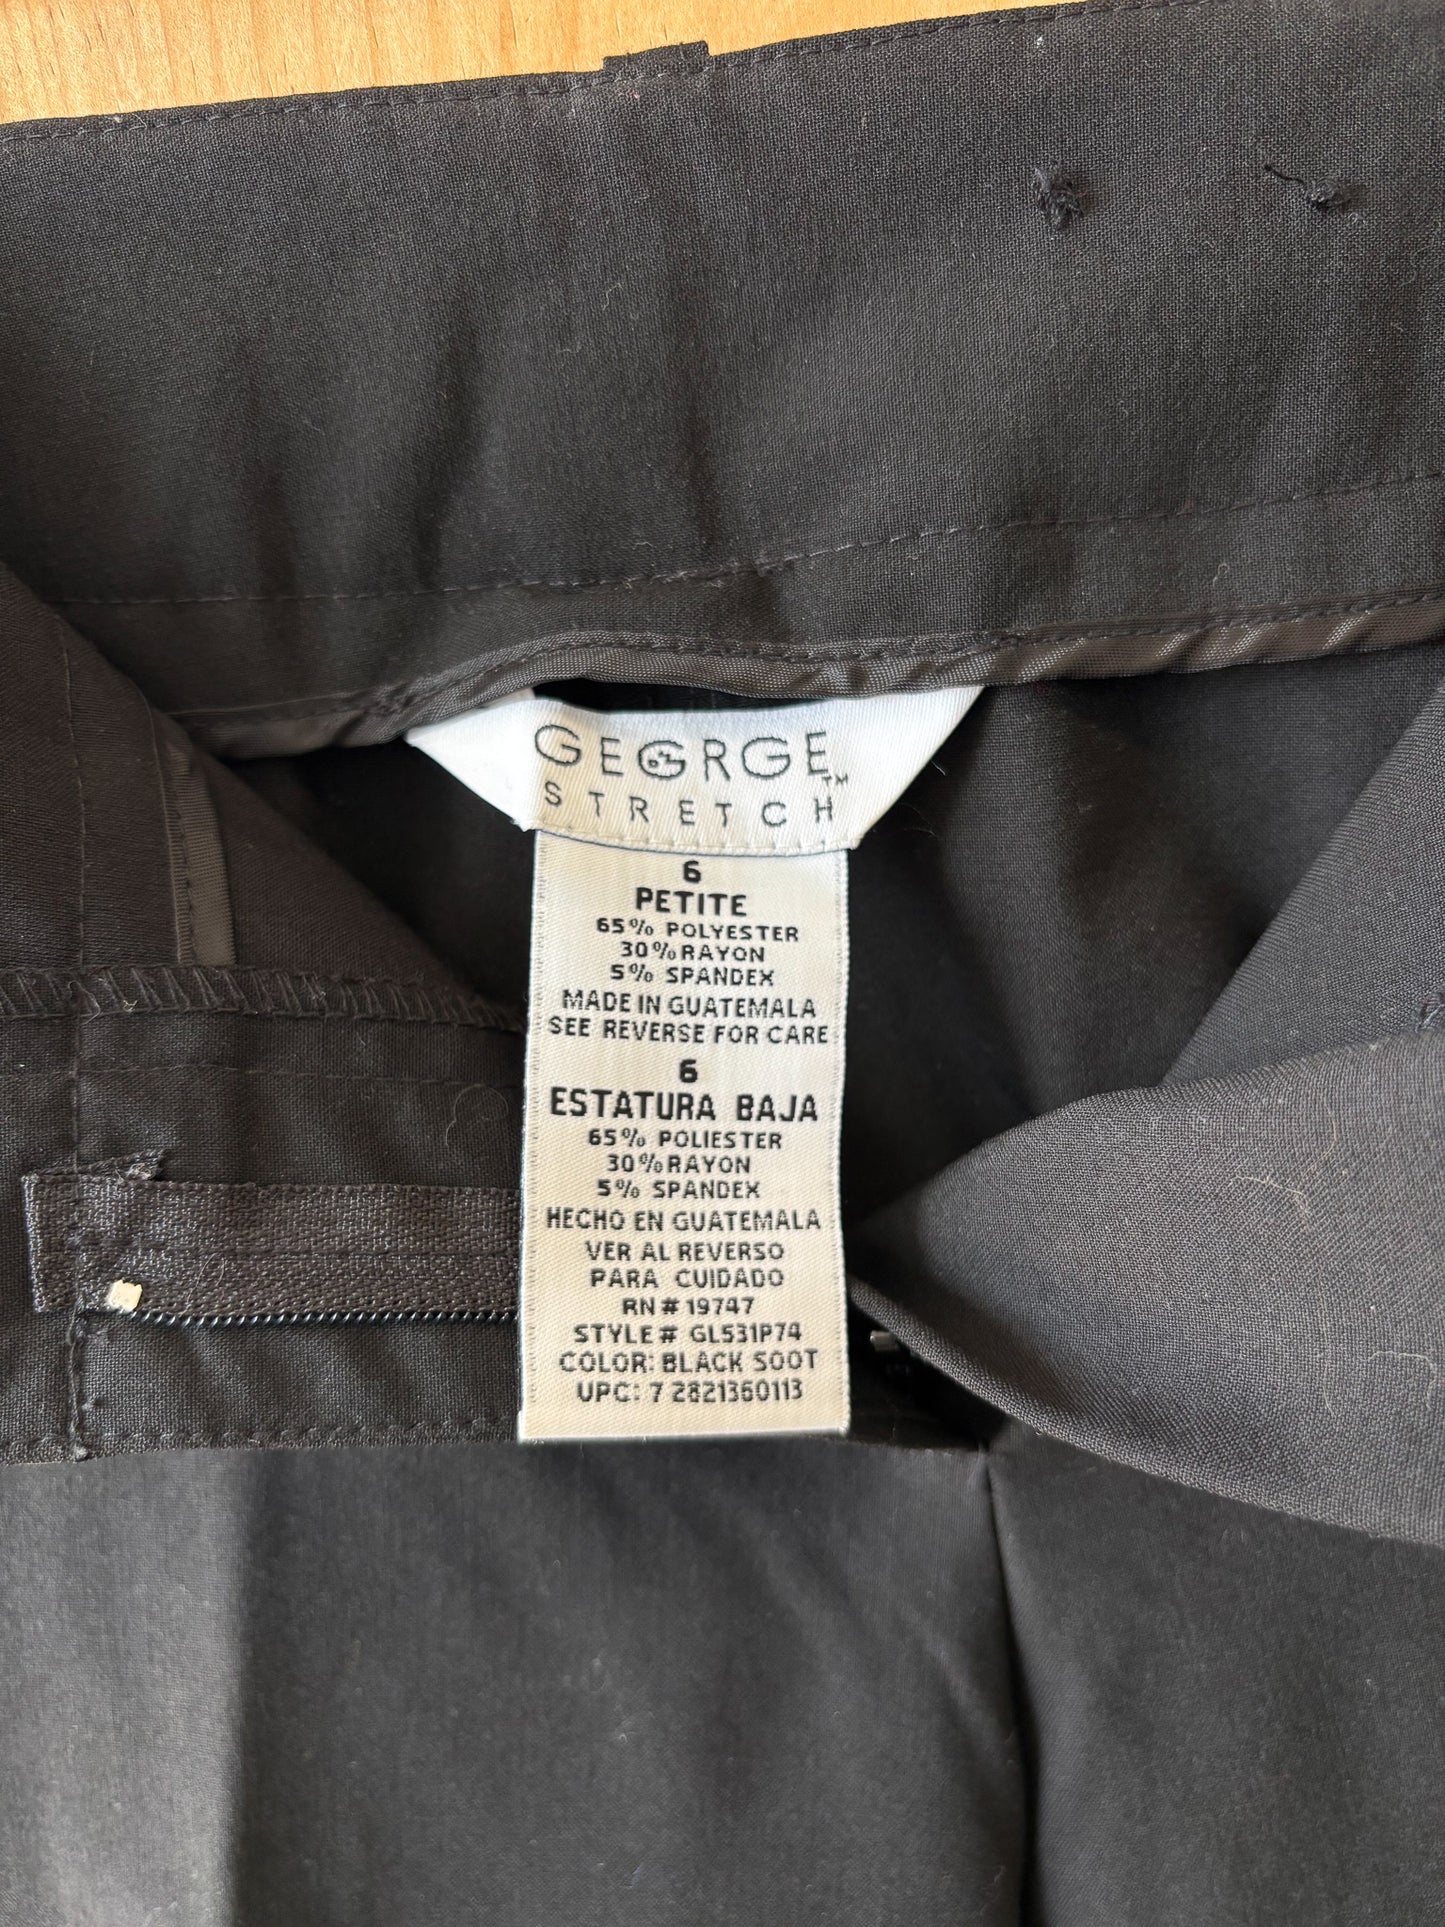 GEORGE
STRETCH™
6
PETITE
65% POLYESTER
30% RAYON
5% SPANDEX
MADE IN GUATEMALA
SEE REVERSE FOR CARE
6
ESTATURA BAJA
65% POLIESTER
30% RAYON
5% SPANDEX
HECHO EN GUATEMALA
VER AL REVERSO
PARA CUIDADO
RN# 19747
STYLE# GL531P74
COLOR: BLACK SOOT
UPC: 7 2821360113